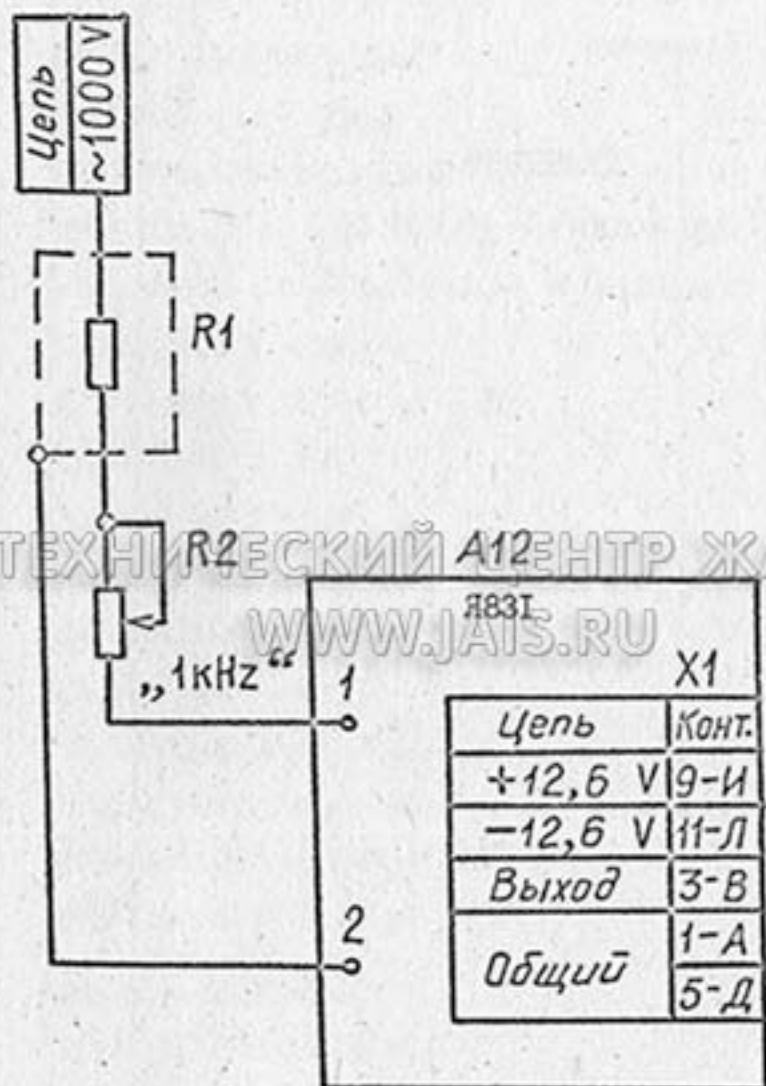 Цепь
~1000 V
R1
R2
„1кHz“
ТЕХНИЧЕСКИЙ ЦЕНТР ЖА
WWW.JAIS.RU
A12
Я83I
1
2
X1
Цепь Конт.
+12,6 V 9-И
-12,6 V 11-Л
Выход 3-В
Общий 1-А
5-Д